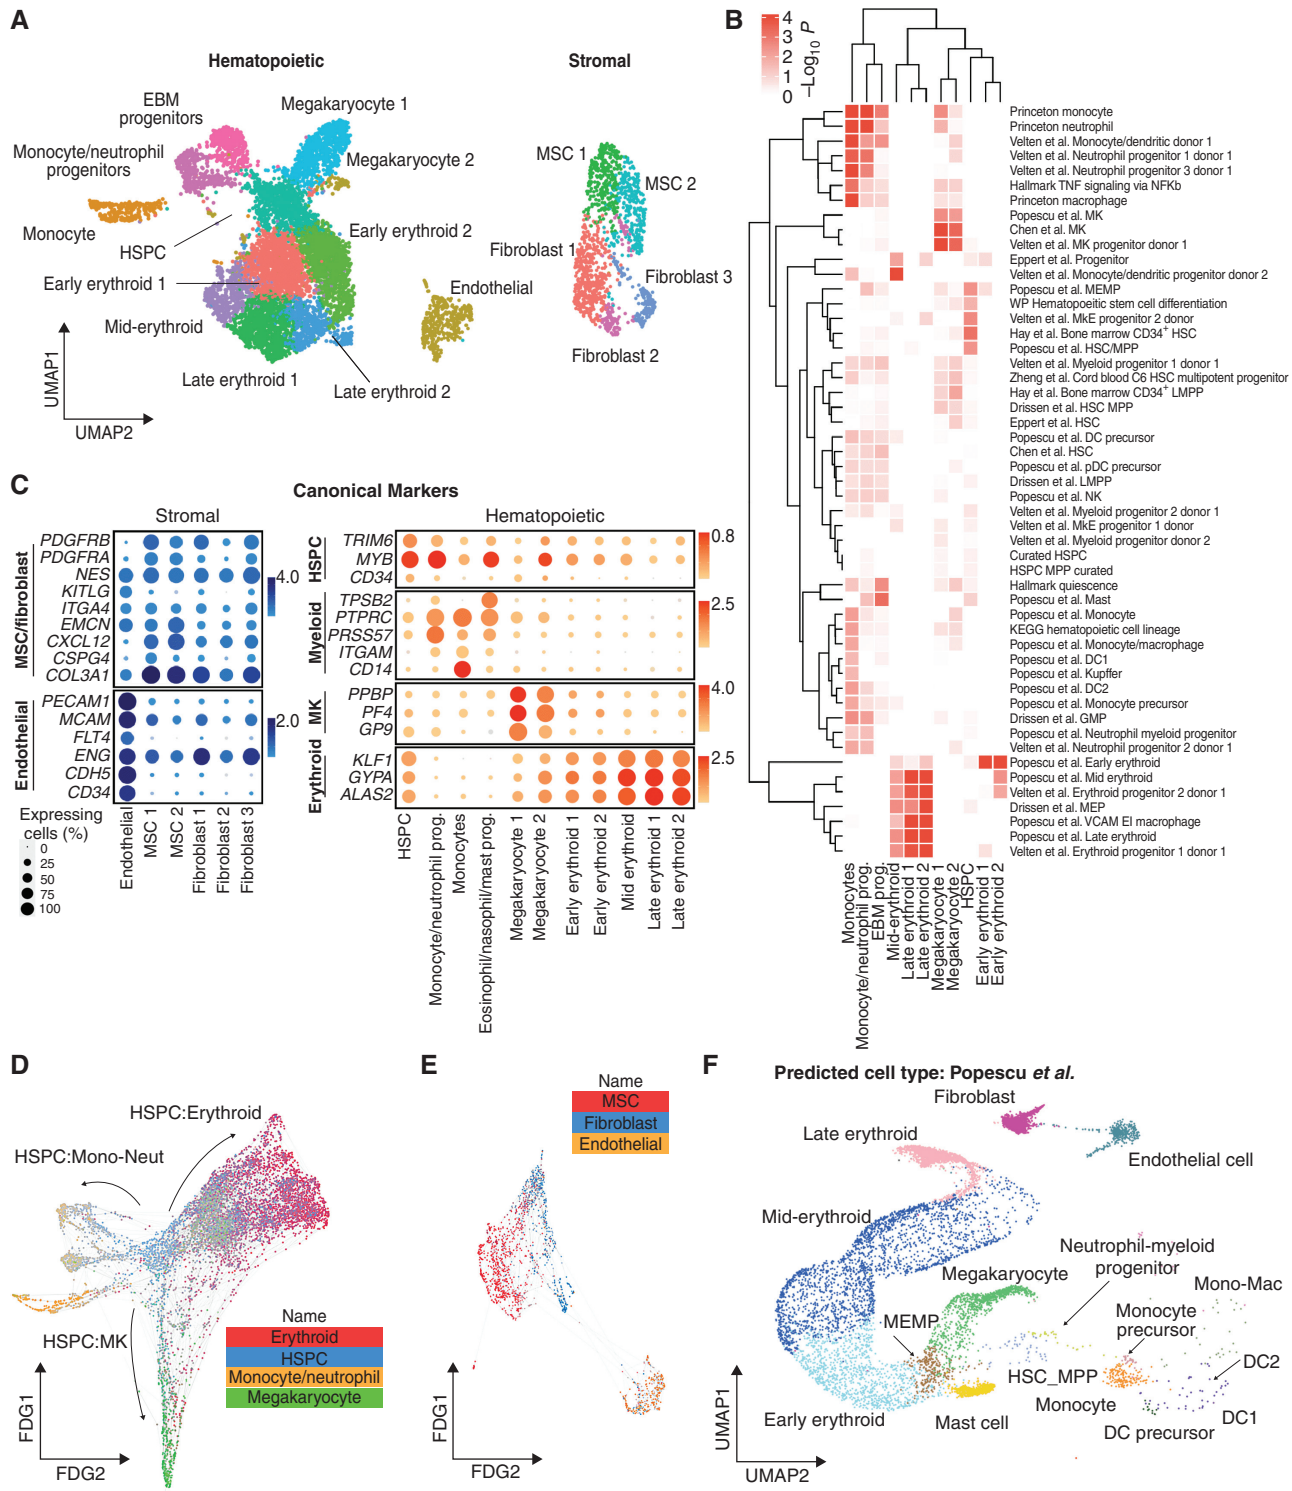 A
Hematopoietic
Stromal
EBM
progenitors
Megakaryocyte 1
Monocyte/neutrophil
progenitors
Megakaryocyte 2
Monocyte
HSPC
Early erythroid 2
Early erythroid 1
Mid-erythroid
Endothelial
Late erythroid 1
Late erythroid 2
MSC 1
MSC 2
Fibroblast 1
Fibroblast 3
Fibroblast 2
UMAP1
UMAP2
B
4
3
2
1
0
−Log10 P
Princeton monocyte
Princeton neutrophil
Velten et al. Monocyte/dendritic donor 1
Velten et al. Neutrophil progenitor 1 donor 1
Velten et al. Neutrophil progenitor 3 donor 1
Hallmark TNF signaling via NFKb
Princeton macrophage
Popescu et al. MK
Chen et al. MK
Velten et al. MK progenitor donor 1
Eppert et al. Progenitor
Velten et al. Monocyte/dendritic progenitor donor 2
Popescu et al. MEMP
WP Hematopoeitic stem cell differentiation
Velten et al. MkE progenitor 2 donor
Hay et al. Bone marrow CD34+ HSC
Popescu et al. HSC/MPP
Velten et al. Myeloid progenitor 1 donor 1
Zheng et al. Cord blood C6 HSC multipotent progenitor
Hay et al. Bone marrow CD34+ LMPP
Drissen et al. HSC MPP
Eppert et al. HSC
Popescu et al. DC precursor
Chen et al. HSC
Popescu et al. pDC precursor
Drissen et al. LMPP
Popescu et al. NK
Velten et al. Myeloid progenitor 2 donor 1
Velten et al. MkE progenitor 1 donor
Velten et al. Myeloid progenitor donor 2
Curated HSPC
HSPC MPP curated
Hallmark quiescence
Popescu et al. Mast
Popescu et al. Monocyte
KEGG hematopoietic cell lineage
Popescu et al. Monocyte/macrophage
Popescu et al. DC1
Popescu et al. Kupffer
Popescu et al. DC2
Popescu et al. Monocyte precursor
Drissen et al. GMP
Popescu et al. Neutrophil myeloid progenitor
Velten et al. Neutrophil progenitor 2 donor 1
Popescu et al. Early erythroid
Popescu et al. Mid erythroid
Velten et al. Erythroid progenitor 2 donor 1
Drissen et al. MEP
Popescu et al. VCAM EI macrophage
Popescu et al. Late erythroid
Velten et al. Erythroid progenitor 1 donor 1
Monocytes
Monocyte/neutrophil prog.
EBM prog.
Mid-erythroid
Late erythroid 1
Late erythroid 2
Megakaryocyte 1
Megakaryocyte 2
HSPC
Early erythroid 1
Early erythroid 2
C
Canonical Markers
Stromal
Hematopoietic
MSC/fibroblast
PDGFRB
PDGFRA
NES
KITLG
ITGA4
EMCN
CXCL12
CSPG4
COL3A1
4.0
Endothelial
PECAM1
MCAM
FLT4
ENG
CDH5
CD34
2.0
Expressing
cells (%)
0
25
50
75
100
Endothelial
MSC 1
MSC 2
Fibroblast 1
Fibroblast 2
Fibroblast 3
HSPC
TRIM6
MYB
CD34
0.8
Myeloid
TPSB2
PTPRC
PRSS57
ITGAM
CD14
2.5
MK
PPBP
PF4
GP9
4.0
Erythroid
KLF1
GYPA
ALAS2
2.5
HSPC
Monocyte/neutrophil prog.
Monocytes
Eosinophil/nasophil/mast prog.
Megakaryocyte 1
Megakaryocyte 2
Early erythroid 1
Early erythroid 2
Mid erythroid
Late erythroid 1
Late erythroid 2
D
HSPC:Erythroid
HSPC:Mono-Neut
HSPC:MK
Name
Erythroid
HSPC
Monocyte/neutrophil
Megakaryocyte
FDG1
FDG2
E
Name
MSC
Fibroblast
Endothelial
FDG1
FDG2
F
Predicted cell type: Popescu et al.
Fibroblast
Late erythroid
Endothelial cell
Mid-erythroid
Neutrophil-myeloid
progenitor
Megakaryocyte
Mono-Mac
MEMP
Monocyte
precursor
DC2
HSC_MPP
Monocyte
DC1
Early erythroid
Mast cell
DC precursor
UMAP1
UMAP2